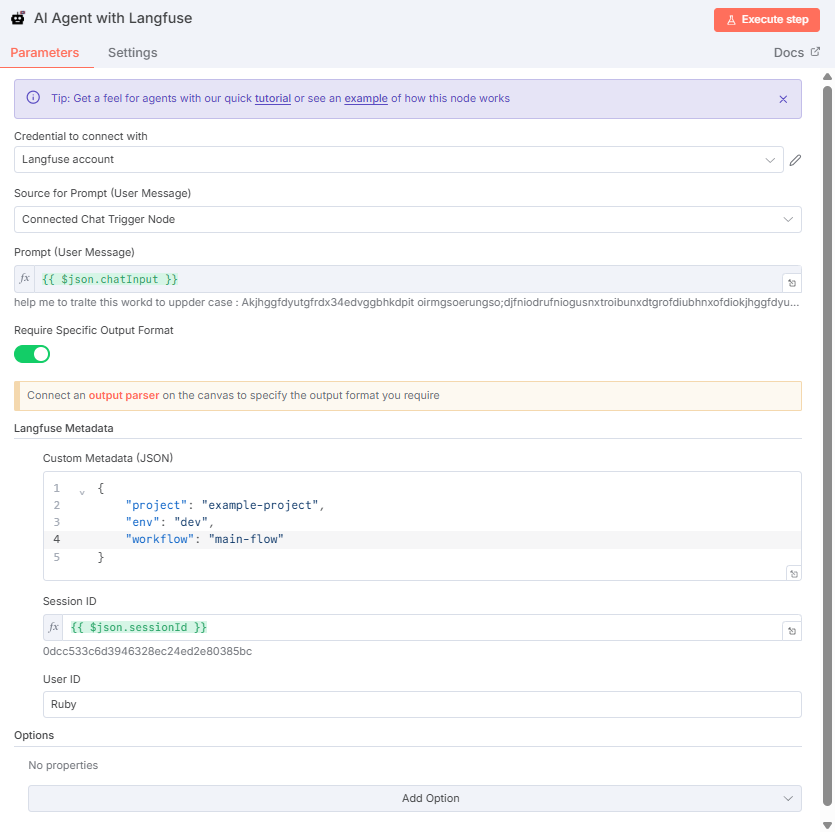 AI Agent with Langfuse
Execute step
Parameters
Settings
Docs
Tip: Get a feel for agents with our quick tutorial or see an example of how this node works
Credential to connect with
Langfuse account
Source for Prompt (User Message)
Connected Chat Trigger Node
Prompt (User Message)
fx {{ $json.chatInput }}
help me to tralte this workd to uppder case : Akjhggfdyutgfrdx34edvggbhkdpit oirmgsoerungso;djfniodrufniogusnxtroibunxdtgrofdiubhnxofdiokjhggfdyu...
Require Specific Output Format
Connect an output parser on the canvas to specify the output format you require
Langfuse Metadata
Custom Metadata (JSON)
1 {
2 "project": "example-project",
3 "env": "dev",
4 "workflow": "main-flow"
5 }
Session ID
fx {{ $json.sessionId }}
0dcc533c6d3946328ec24ed2e80385bc
User ID
Ruby
Options
No properties
Add Option